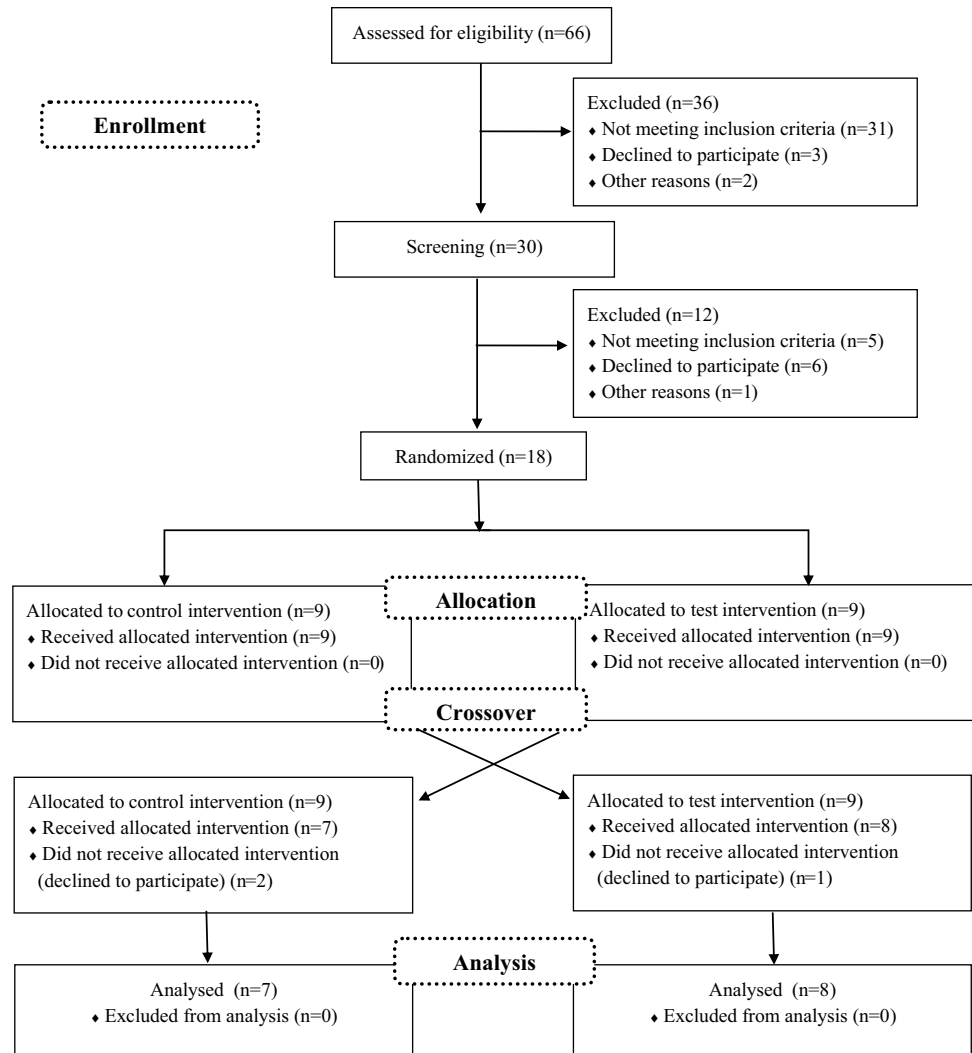 Assessed for eligibility (n=66)
Enrollment
Excluded (n=36)
♦ Not meeting inclusion criteria (n=31)
♦ Declined to participate (n=3)
♦ Other reasons (n=2)
Screening (n=30)
Excluded (n=12)
♦ Not meeting inclusion criteria (n=5)
♦ Declined to participate (n=6)
♦ Other reasons (n=1)
Randomized (n=18)
Allocation
Allocated to control intervention (n=9)
♦ Received allocated intervention (n=9)
♦ Did not receive allocated intervention (n=0)
Allocated to test intervention (n=9)
♦ Received allocated intervention (n=9)
♦ Did not receive allocated intervention (n=0)
Crossover
Allocated to control intervention (n=9)
♦ Received allocated intervention (n=7)
♦ Did not receive allocated intervention
(declined to participate) (n=2)
Allocated to test intervention (n=9)
♦ Received allocated intervention (n=8)
♦ Did not receive allocated intervention
(declined to participate) (n=1)
Analysis
Analysed (n=7)
♦ Excluded from analysis (n=0)
Analysed (n=8)
♦ Excluded from analysis (n=0)